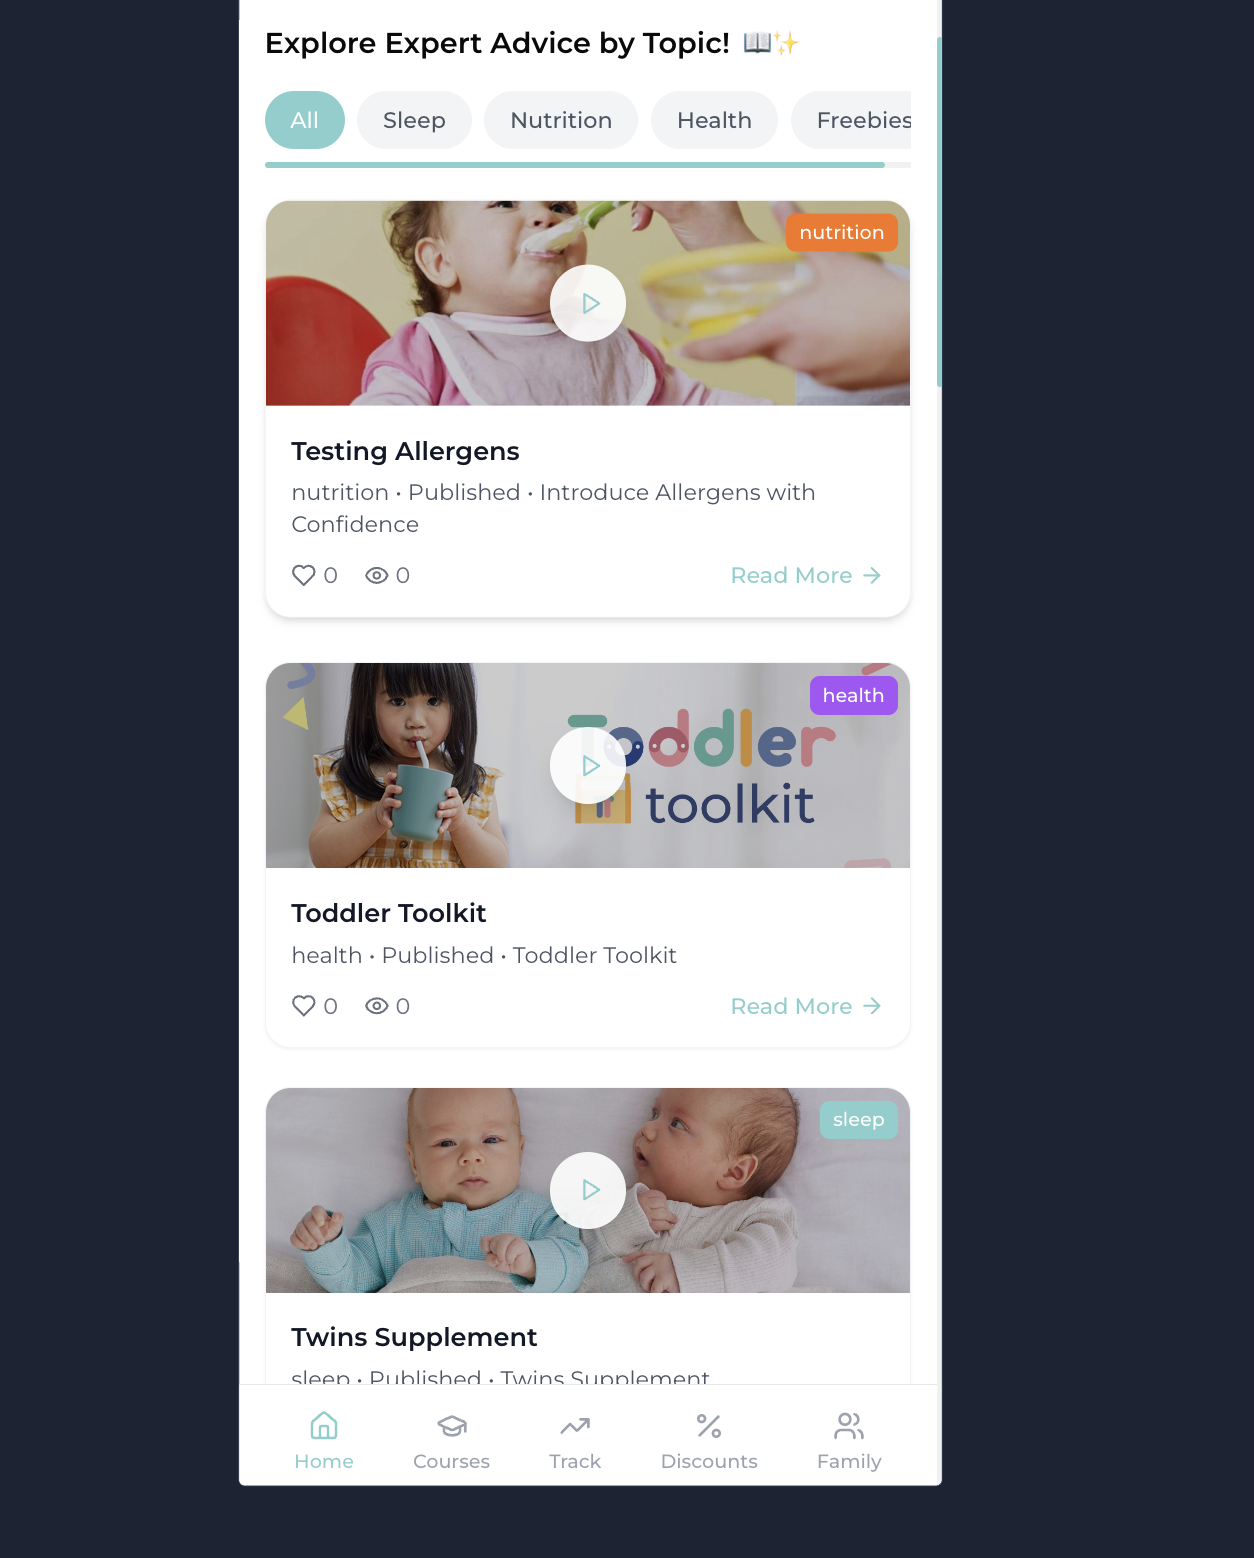 Explore Expert Advice by Topic! 📖✨
All
Sleep
Nutrition
Health
Freebies
nutrition
Testing Allergens
nutrition • Published • Introduce Allergens with
Confidence
0
0
Read More →
health
Toddler
toolkit
Toddler Toolkit
health • Published • Toddler Toolkit
0
0
Read More →
sleep
Twins Supplement
sleep • Published • Twins Supplement
Home
Courses
Track
Discounts
Family